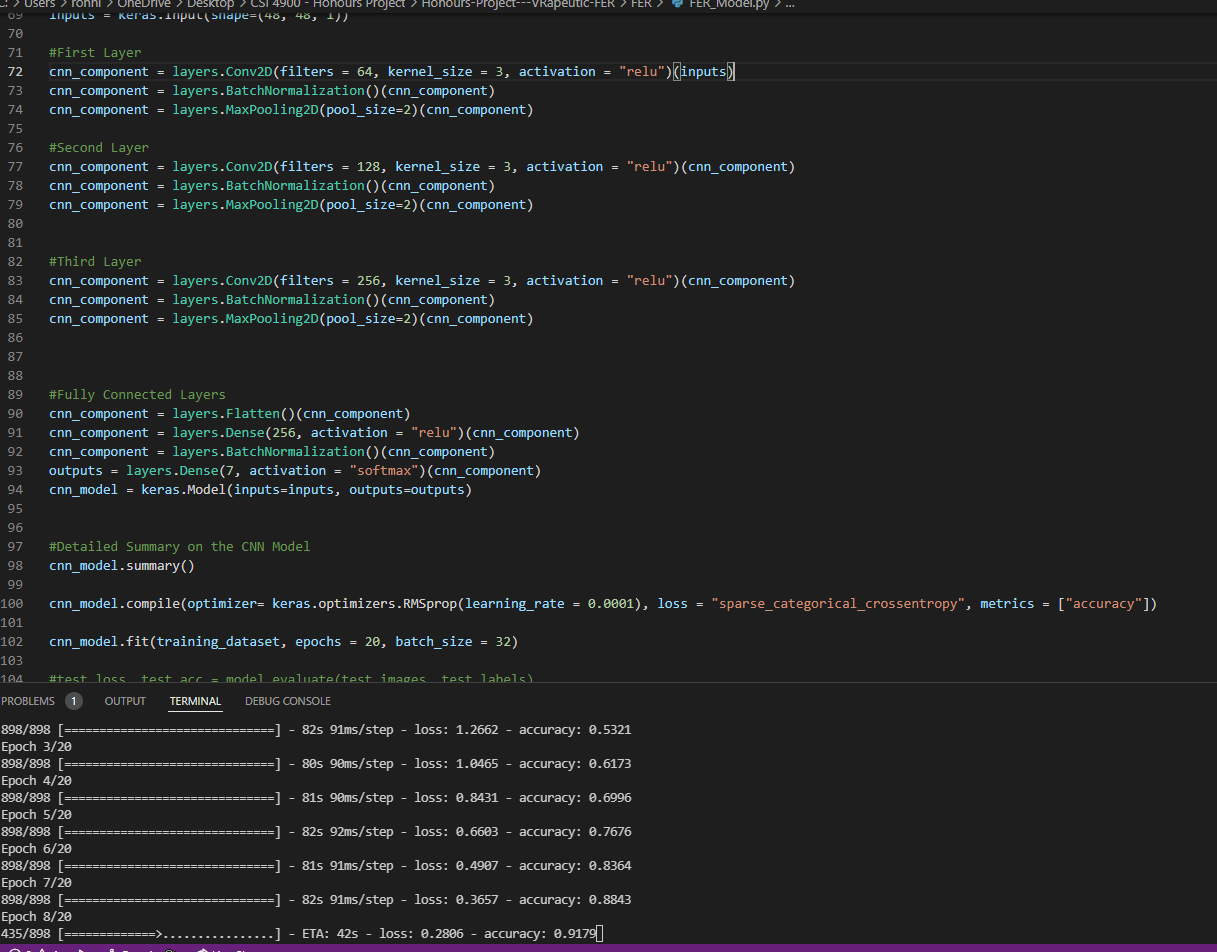 C: > Users > ronni > OneDrive > Desktop > CSI 4900 - Honours Project > Honours-Project---VRapeutic-FER > FER > FER_Model.py > ...
69 inputs = keras.Input(shape=(48, 48, 1))
70
71 #First Layer
72 cnn_component = layers.Conv2D(filters = 64, kernel_size = 3, activation = "relu")(inputs)
73 cnn_component = layers.BatchNormalization()(cnn_component)
74 cnn_component = layers.MaxPooling2D(pool_size=2)(cnn_component)
75
76 #Second Layer
77 cnn_component = layers.Conv2D(filters = 128, kernel_size = 3, activation = "relu")(cnn_component)
78 cnn_component = layers.BatchNormalization()(cnn_component)
79 cnn_component = layers.MaxPooling2D(pool_size=2)(cnn_component)
80
81
82 #Third Layer
83 cnn_component = layers.Conv2D(filters = 256, kernel_size = 3, activation = "relu")(cnn_component)
84 cnn_component = layers.BatchNormalization()(cnn_component)
85 cnn_component = layers.MaxPooling2D(pool_size=2)(cnn_component)
86
87
88
89 #Fully Connected Layers
90 cnn_component = layers.Flatten()(cnn_component)
91 cnn_component = layers.Dense(256, activation = "relu")(cnn_component)
92 cnn_component = layers.BatchNormalization()(cnn_component)
93 outputs = layers.Dense(7, activation = "softmax")(cnn_component)
94 cnn_model = keras.Model(inputs=inputs, outputs=outputs)
95
96
97 #Detailed Summary on the CNN Model
98 cnn_model.summary()
99
100 cnn_model.compile(optimizer= keras.optimizers.RMSprop(learning_rate = 0.0001), loss = "sparse_categorical_crossentropy", metrics = ["accuracy"])
101
102 cnn_model.fit(training_dataset, epochs = 20, batch_size = 32)
103
104 #test_loss, test_acc = model.evaluate(test_images, test_labels)
PROBLEMS 1 OUTPUT TERMINAL DEBUG CONSOLE
898/898 [==============================] - 82s 91ms/step - loss: 1.2662 - accuracy: 0.5321
Epoch 3/20
898/898 [==============================] - 80s 90ms/step - loss: 1.0465 - accuracy: 0.6173
Epoch 4/20
898/898 [==============================] - 81s 90ms/step - loss: 0.8431 - accuracy: 0.6996
Epoch 5/20
898/898 [==============================] - 82s 92ms/step - loss: 0.6603 - accuracy: 0.7676
Epoch 6/20
898/898 [==============================] - 81s 91ms/step - loss: 0.4907 - accuracy: 0.8364
Epoch 7/20
898/898 [==============================] - 82s 91ms/step - loss: 0.3657 - accuracy: 0.8843
Epoch 8/20
435/898 [=============>................] - ETA: 42s - loss: 0.2806 - accuracy: 0.9179